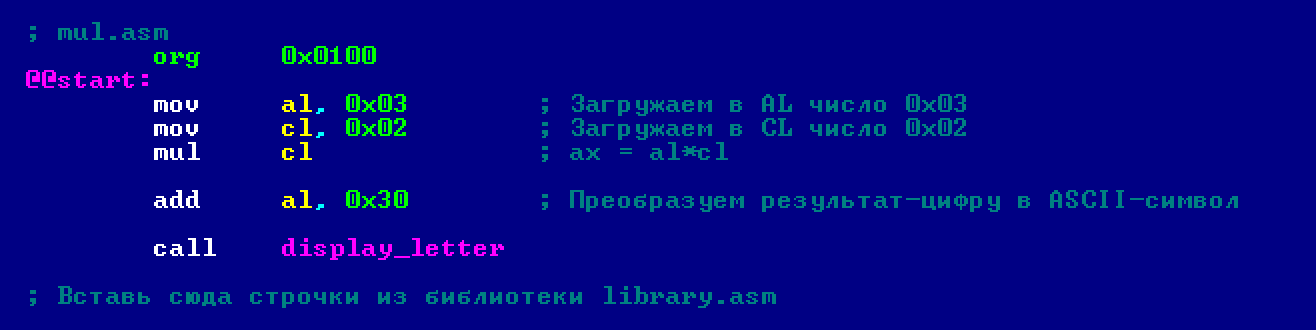 ; mul.asm
org 0x0100
@@start:
mov al, 0x03 ; Загружаем в AL число 0x03
mov cl, 0x02 ; Загружаем в CL число 0x02
mul cl ; ax = al*cl
add al, 0x30 ; Преобразуем результат-цифру в ASCII-символ
call display_letter
; Вставь сюда строчки из библиотеки library.asm